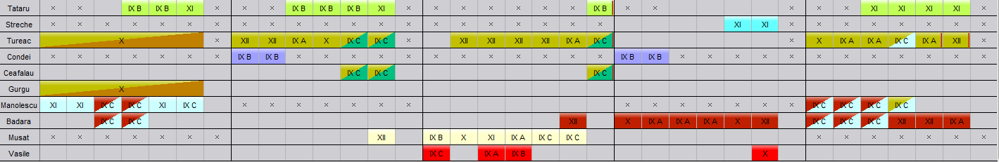 Tataru × × × IX B IX B XI × × × IX B IX B IX B XI × × × × × × × IX B × × × × × XI XI XI XI ×
Streche × × × × × × × × × × × × × × × × × × × × × XI XI × × × × × × × ×
Tureac X × XII XII IX A X IX C IX C × × XII XII XII XII IX A IX C × X IX A IX A IX C IX A XII ×
Condei × × × × × × × IX B IX B × × × × × × × × × × × × IX B IX B × × × × × × × × × × × ×
Ceafalau IX C IX C IX C
Gurgu X
Manolescu XI XI IX C IX C XI IX C × × × × × × × × × × × × × × IX C IX C IX C IX C
Badara IX C IX C XII X IX A IX A IX A X XII IX C IX C IX C XII XII IX A
Musat × × × × × × × XII IX B X XI IX A IX C IX C × × × × × × ×
Vasile IX C IX A IX B X